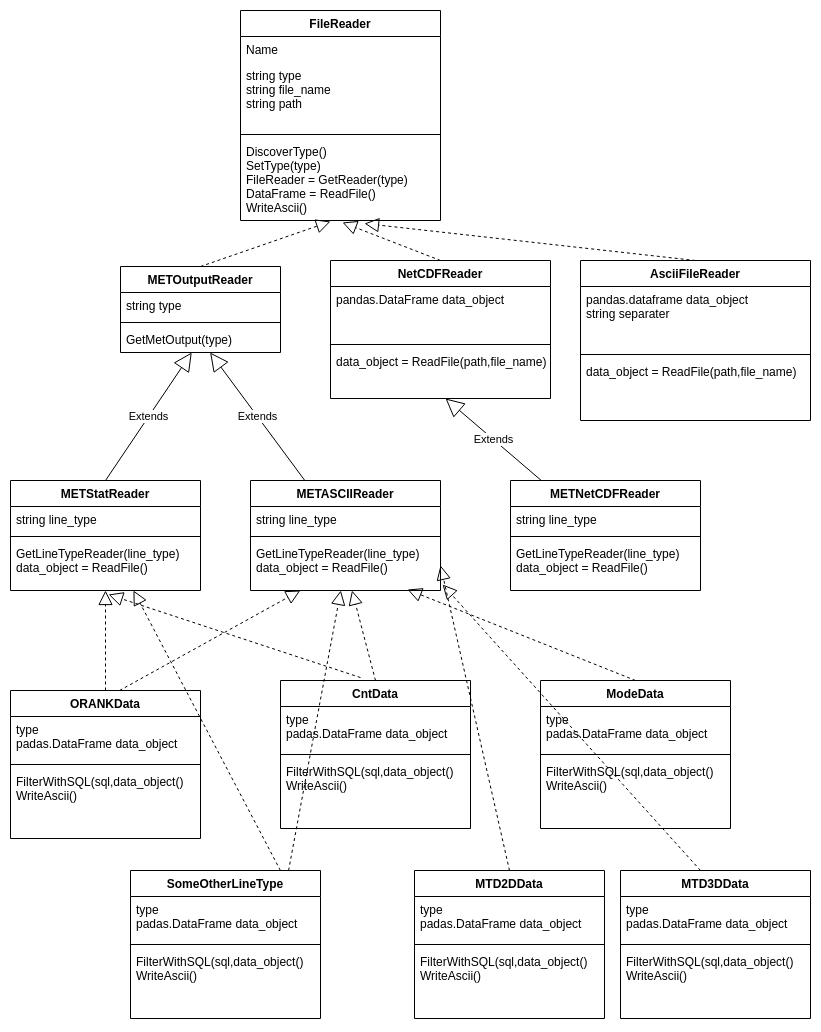 FileReader
Name
string type
string file_name
string path
DiscoverType()
SetType(type)
FileReader = GetReader(type)
DataFrame = ReadFile()
WriteAscii()
METOutputReader
string type
GetMetOutput(type)
NetCDFReader
pandas.DataFrame data_object
data_object = ReadFile(path,file_name)
AsciiFileReader
pandas.dataframe data_object
string separater
data_object = ReadFile(path,file_name)
Extends
Extends
Extends
METStatReader
string line_type
GetLineTypeReader(line_type)
data_object = ReadFile()
METASCIIReader
string line_type
GetLineTypeReader(line_type)
data_object = ReadFile()
METNetCDFReader
string line_type
GetLineTypeReader(line_type)
data_object = ReadFile()
ORANKData
type
padas.DataFrame data_object
FilterWithSQL(sql,data_object()
WriteAscii()
CntData
type
padas.DataFrame data_object
FilterWithSQL(sql,data_object()
WriteAscii()
ModeData
type
padas.DataFrame data_object
FilterWithSQL(sql,data_object()
WriteAscii()
SomeOtherLineType
type
padas.DataFrame data_object
FilterWithSQL(sql,data_object()
WriteAscii()
MTD2DData
type
padas.DataFrame data_object
FilterWithSQL(sql,data_object()
WriteAscii()
MTD3DData
type
padas.DataFrame data_object
FilterWithSQL(sql,data_object()
WriteAscii()